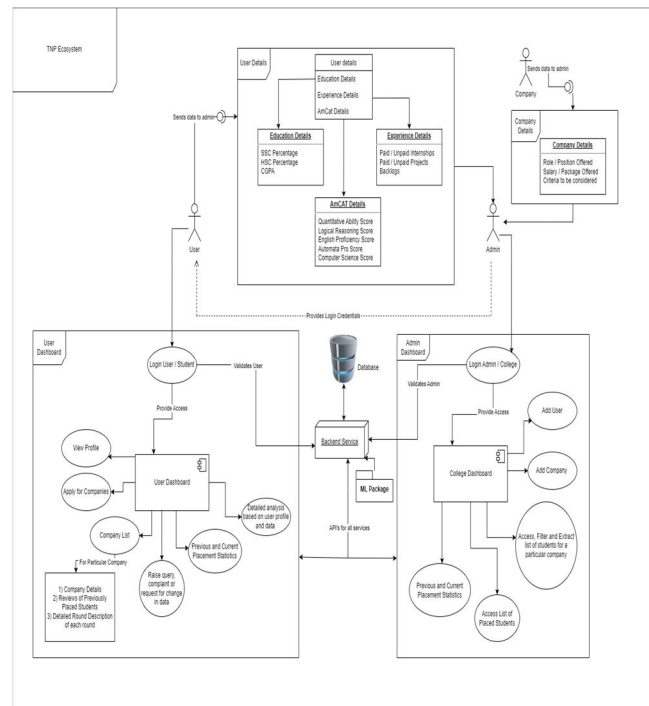 TNP Ecosystem
User Details
User details
Education Details
Experience Details
AmCat Details
Sends data to admin
Company
Sends data to admin
Company
Details
Company Details
Role / Position Offered
Salary / Package Offered
Criteria to be considered
Education Details
SSC Percentage
HSC Percentage
CGPA
Experience Details
Paid / Unpaid Internships
Paid / Unpaid Projects
Backlogs
AmCAT Details
Quantitative Ability Score
Logical Reasoning Score
English Proficiency Score
Automata Pro Score
Computer Science Score
User
Admin
Provides Login Credentials
User
Dashboard
Login User / Student
Validates User
Provide Access
View Profile
Apply for Companies
User Dashboard
Company List
For Particular Company
1) Company Details
2) Reviews of Previously
Placed Students
3) Detailed Round Description
of each round
Raise query,
complaint or
request for change
in data
Previous and Current
Placement Statistics
Detailed analysis
based on user profile
and data
Database
Backend Service
ML Package
API's for all services
Admin
Dashboard
Login Admin / College
Validates Admin
Provide Access
College Dashboard
Add User
Add Company
Access, Filter and Extract
list of students for a
particular company
Previous and Current
Placement Statistics
Access List of
Placed Students